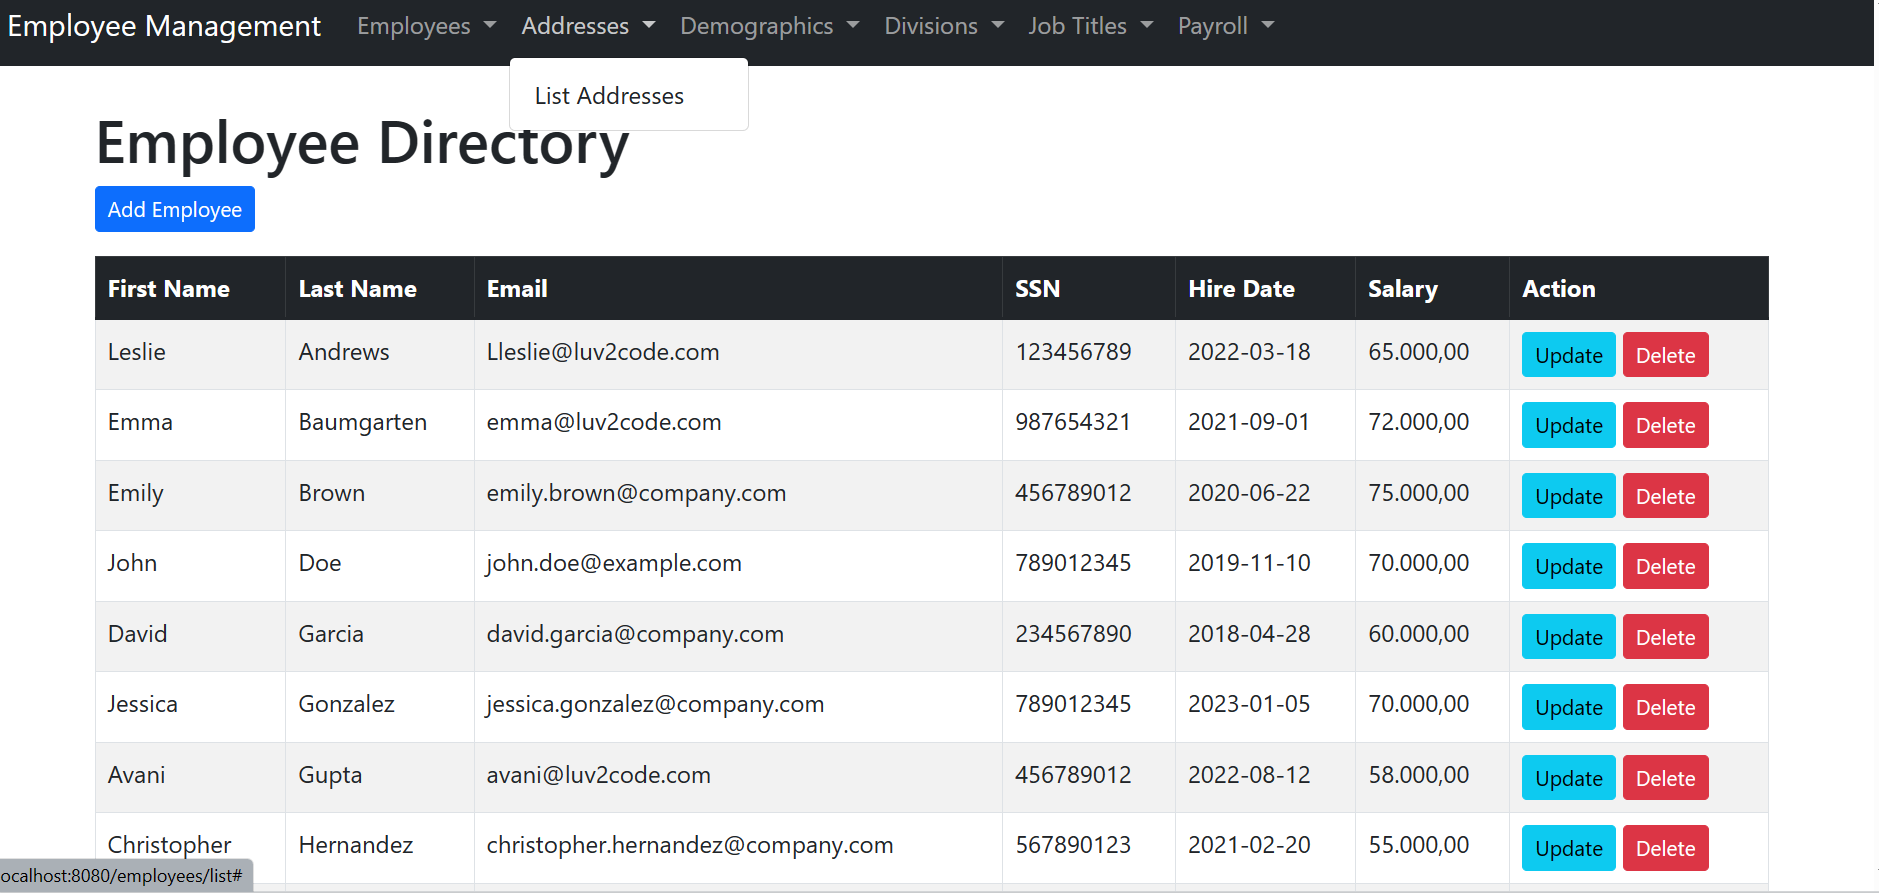 Employee Management Employees Addresses Demographics Divisions Job Titles Payroll
List Addresses
Employee Directory
Add Employee
First Name Last Name Email SSN Hire Date Salary Action
Leslie Andrews Lleslie@luv2code.com 123456789 2022-03-18 65.000,00 Update Delete
Emma Baumgarten emma@luv2code.com 987654321 2021-09-01 72.000,00 Update Delete
Emily Brown emily.brown@company.com 456789012 2020-06-22 75.000,00 Update Delete
John Doe john.doe@example.com 789012345 2019-11-10 70.000,00 Update Delete
David Garcia david.garcia@company.com 234567890 2018-04-28 60.000,00 Update Delete
Jessica Gonzalez jessica.gonzalez@company.com 789012345 2023-01-05 70.000,00 Update Delete
Avani Gupta avani@luv2code.com 456789012 2022-08-12 58.000,00 Update Delete
Christopher Hernandez christopher.hernandez@company.com 567890123 2021-02-20 55.000,00 Update Delete
ocalhost:8080/employees/list#